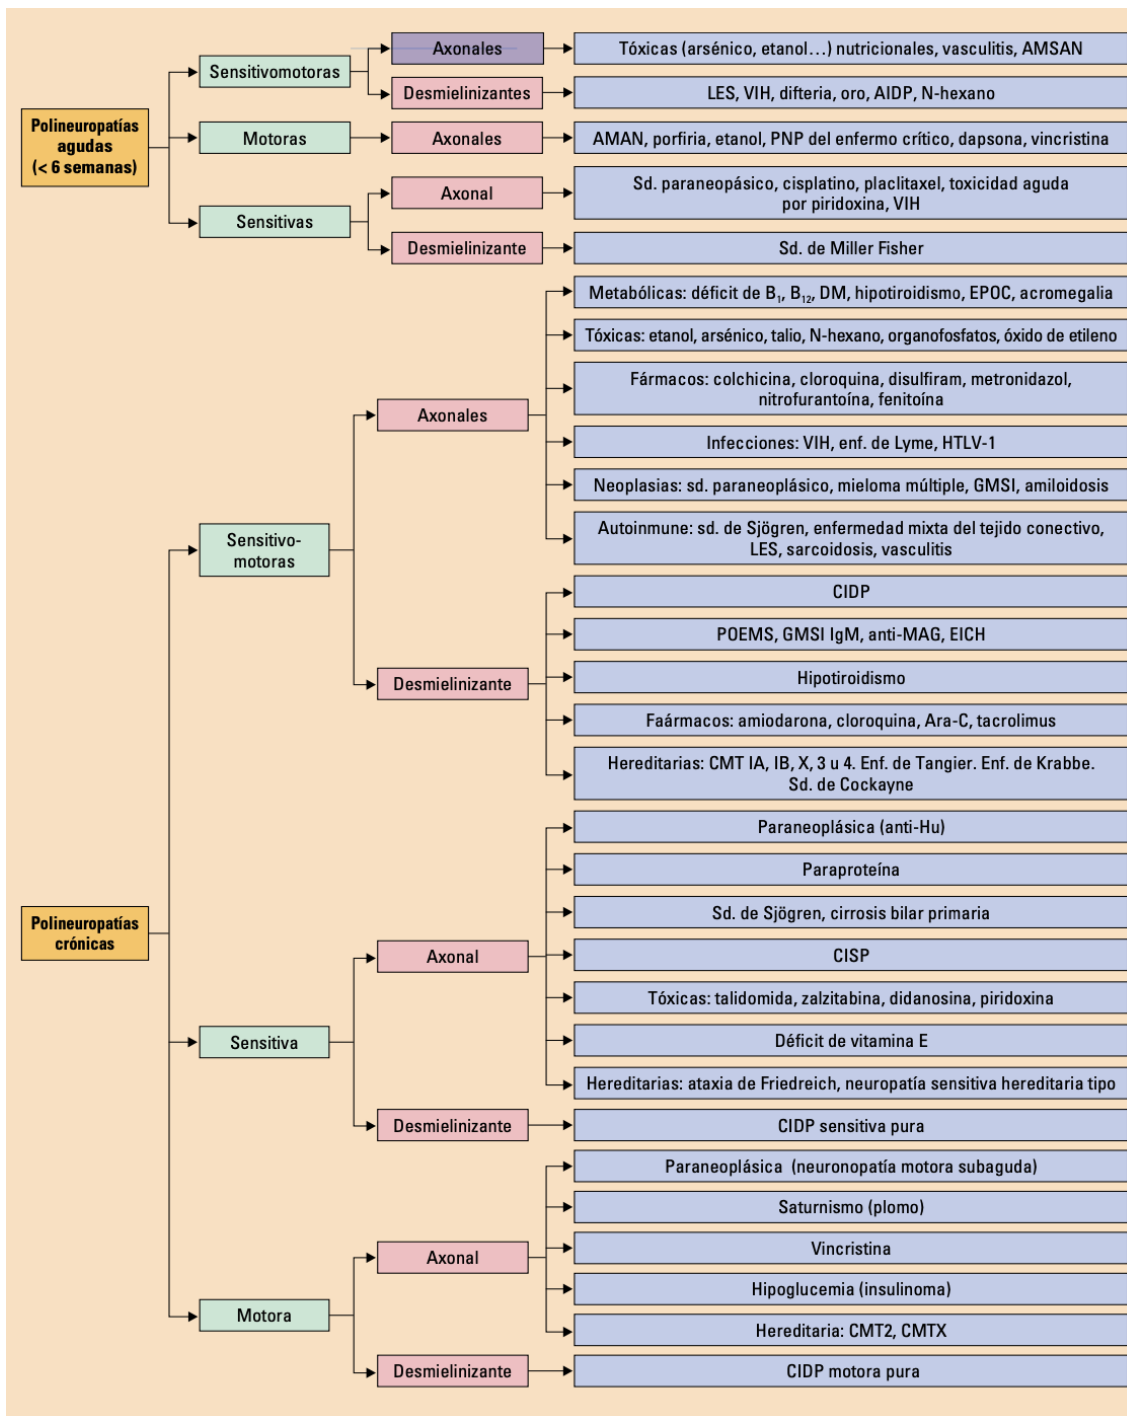 Polineuropatías
agudas
(< 6 semanas)
Sensitivomotoras
Axonales
Tóxicas (arsénico, etanol…) nutricionales, vasculitis, AMSAN
Desmielinizantes
LES, VIH, difteria, oro, AIDP, N-hexano
Motoras
Axonales
AMAN, porfiria, etanol, PNP del enfermo crítico, dapsona, vincristina
Sensitivas
Axonal
Sd. paraneopásico, cisplatino, placlitaxel, toxicidad aguda
por piridoxina, VIH
Desmielinizante
Sd. de Miller Fisher
Polineuropatías
crónicas
Sensitivo-
motoras
Axonales
Metabólicas: déficit de B1, B12, DM, hipotiroidismo, EPOC, acromegalia
Tóxicas: etanol, arsénico, talio, N-hexano, organofosfatos, óxido de etileno
Fármacos: colchicina, cloroquina, disulfiram, metronidazol,
nitrofurantoína, fenitoína
Infecciones: VIH, enf. de Lyme, HTLV-1
Neoplasias: sd. paraneoplásico, mieloma múltiple, GMSI, amiloidosis
Autoinmune: sd. de Sjögren, enfermedad mixta del tejido conectivo,
LES, sarcoidosis, vasculitis
Desmielinizante
CIDP
POEMS, GMSI IgM, anti-MAG, EICH
Hipotiroidismo
Faármacos: amiodarona, cloroquina, Ara-C, tacrolimus
Hereditarias: CMT IA, IB, X, 3 u 4. Enf. de Tangier. Enf. de Krabbe.
Sd. de Cockayne
Sensitiva
Axonal
Paraneoplásica (anti-Hu)
Paraproteína
Sd. de Sjögren, cirrosis bilar primaria
CISP
Tóxicas: talidomida, zalzitabina, didanosina, piridoxina
Déficit de vitamina E
Hereditarias: ataxia de Friedreich, neuropatía sensitiva hereditaria tipo
Desmielinizante
CIDP sensitiva pura
Motora
Axonal
Paraneoplásica (neuronopatía motora subaguda)
Saturnismo (plomo)
Vincristina
Hipoglucemia (insulinoma)
Hereditaria: CMT2, CMTX
Desmielinizante
CIDP motora pura